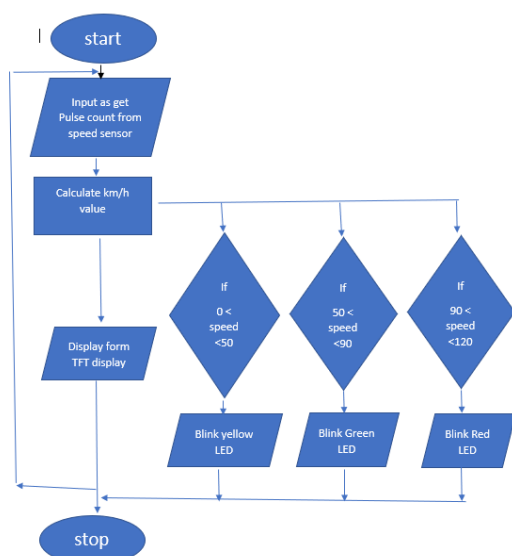 start
Input as get
Pulse count from
speed sensor
Calculate km/h
value
If
0 <
speed
<50
If
50 <
speed
<90
If
90 <
speed
<120
Display form
TFT display
Blink yellow
LED
Blink Green
LED
Blink Red
LED
stop